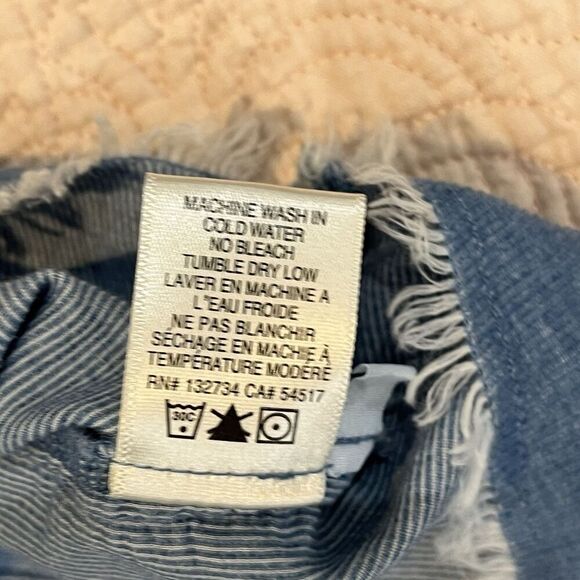 MACHINE WASH IN
COLD WATER
NO BLEACH
TUMBLE DRY LOW
LAVER EN MACHINE A
L"EAU FROIDE
NE PAS BLANCHIR
SÉCHAGE EN MACHIE À
TEMPÉRATURE MODÉRÉ
RN# 132734 CA# 54517
30C